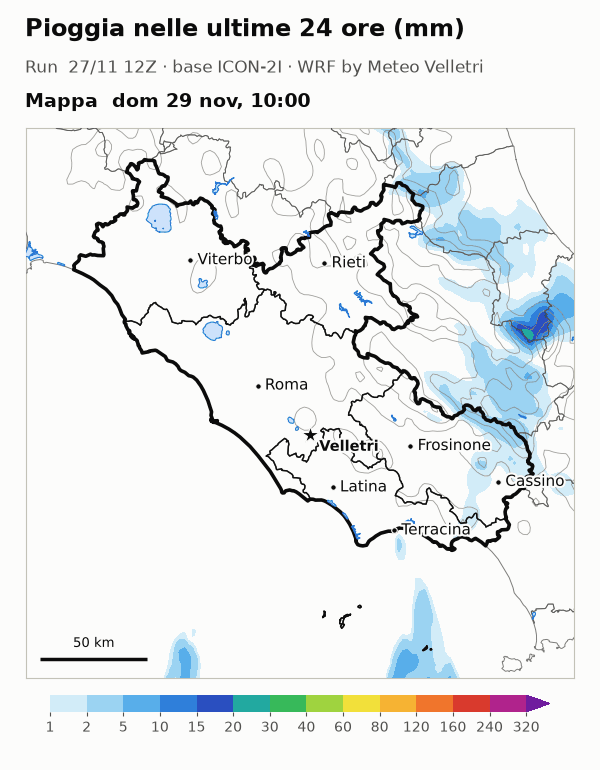 Pioggia nelle ultime 24 ore (mm)
Run  27/11 12Z · base ICON-2I · WRF by Meteo Velletri
Mappa  dom 29 nov, 10:00
Viterbo
Rieti
Roma
Velletri
Frosinone
Cassino
Latina
Terracina
50 km
1 2 5 10 15 20 30 40 60 80 120 160 240 320